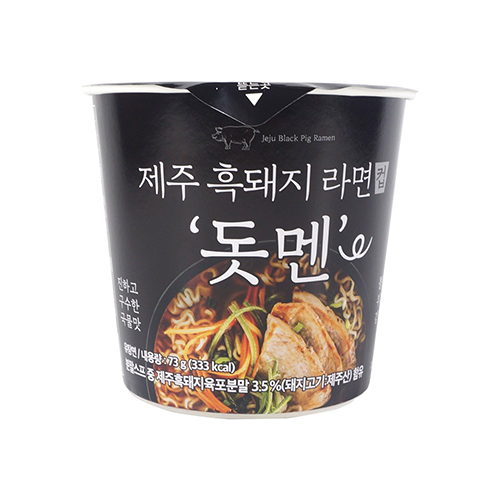 뜯는곳
Jeju Black Pig Ramen
제주 흑돼지 라면 컵
‘돗멘’
진하고
구수한
국물맛
유탕면 / 내용량: 73 g (333 kcal)
분말스프 중 제주흑돼지육포분말 3.5%(돼지고기:제주산) 함유